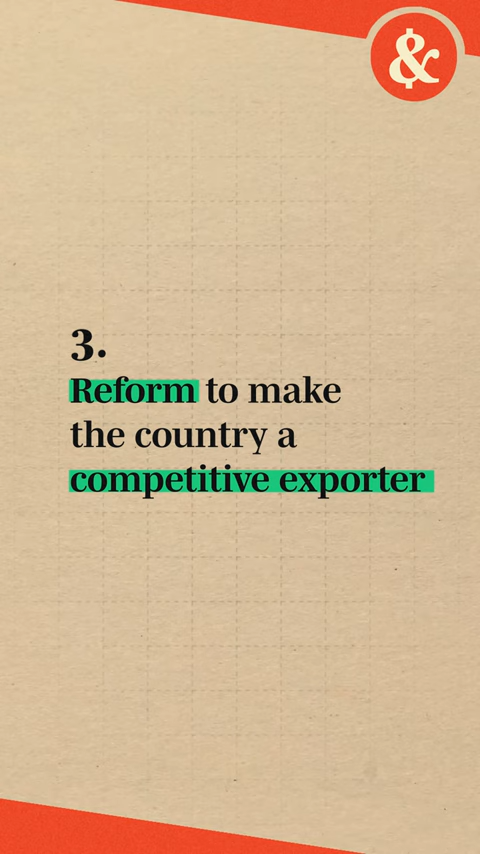 &
3.
Reform to make
the country a
competitive exporter